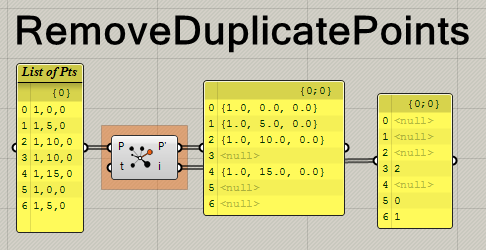 RemoveDuplicatePoints
List of Pts
{0}
0 1,0,0
1 1,5,0
2 1,10,0
3 1,10,0
4 1,15,0
5 1,0,0
6 1,5,0
P P'
t i
{0;0}
0 {1.0, 0.0, 0.0}
1 {1.0, 5.0, 0.0}
2 {1.0, 10.0, 0.0}
3 <null>
4 {1.0, 15.0, 0.0}
5 <null>
6 <null>
{0;0}
0 <null>
1 <null>
2 <null>
3 2
4 <null>
5 0
6 1